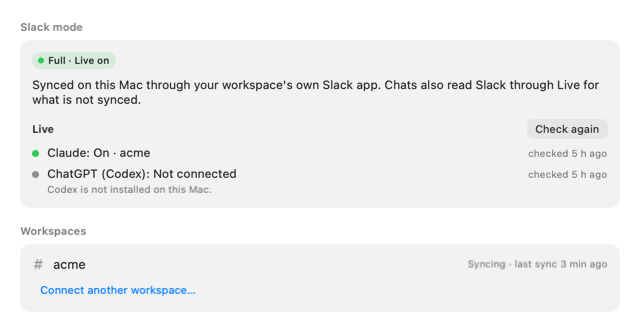 Slack mode
Full · Live on
Synced on this Mac through your workspace's own Slack app. Chats also read Slack through Live for
what is not synced.
Live
Check again
Claude: On · acme
checked 5 h ago
ChatGPT (Codex): Not connected
checked 5 h ago
Codex is not installed on this Mac.
Workspaces
# acme
Syncing · last sync 3 min ago
Connect another workspace...